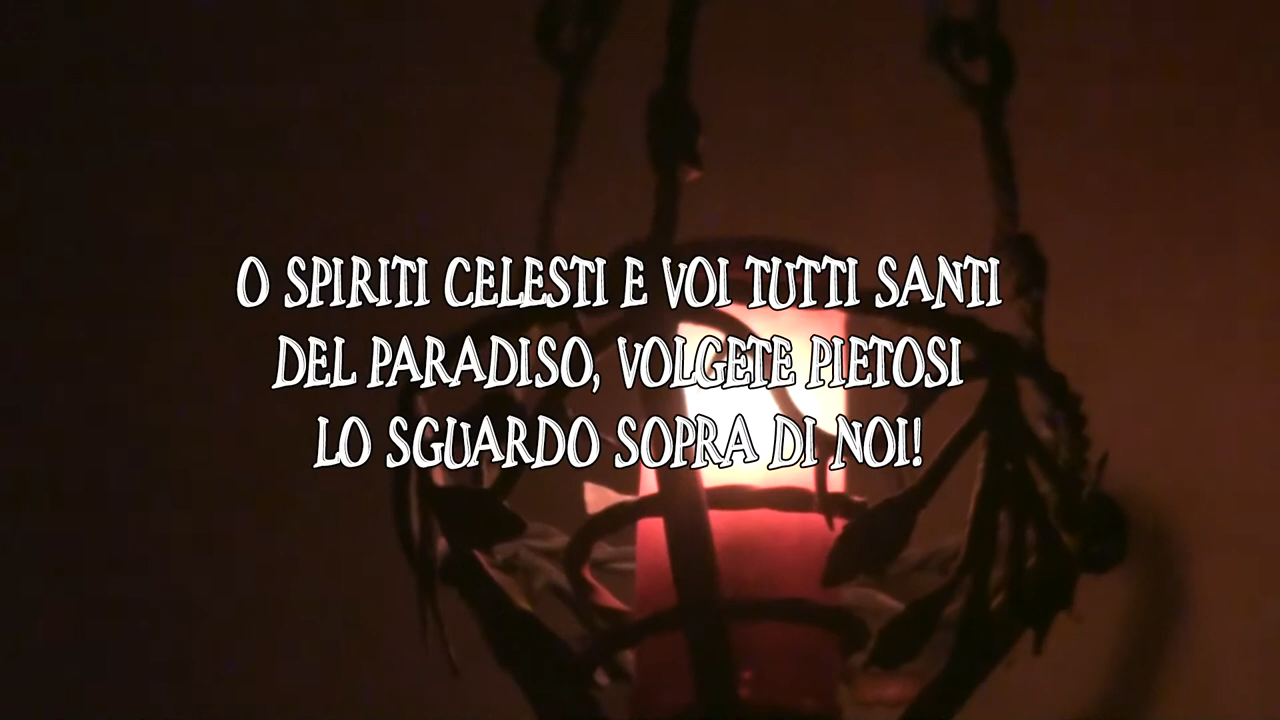 O SPIRITI CELESTI E VOI TUTTI SANTI
DEL PARADISO, VOLGETE PIETOSI
LO SGUARDO SOPRA DI NOI!